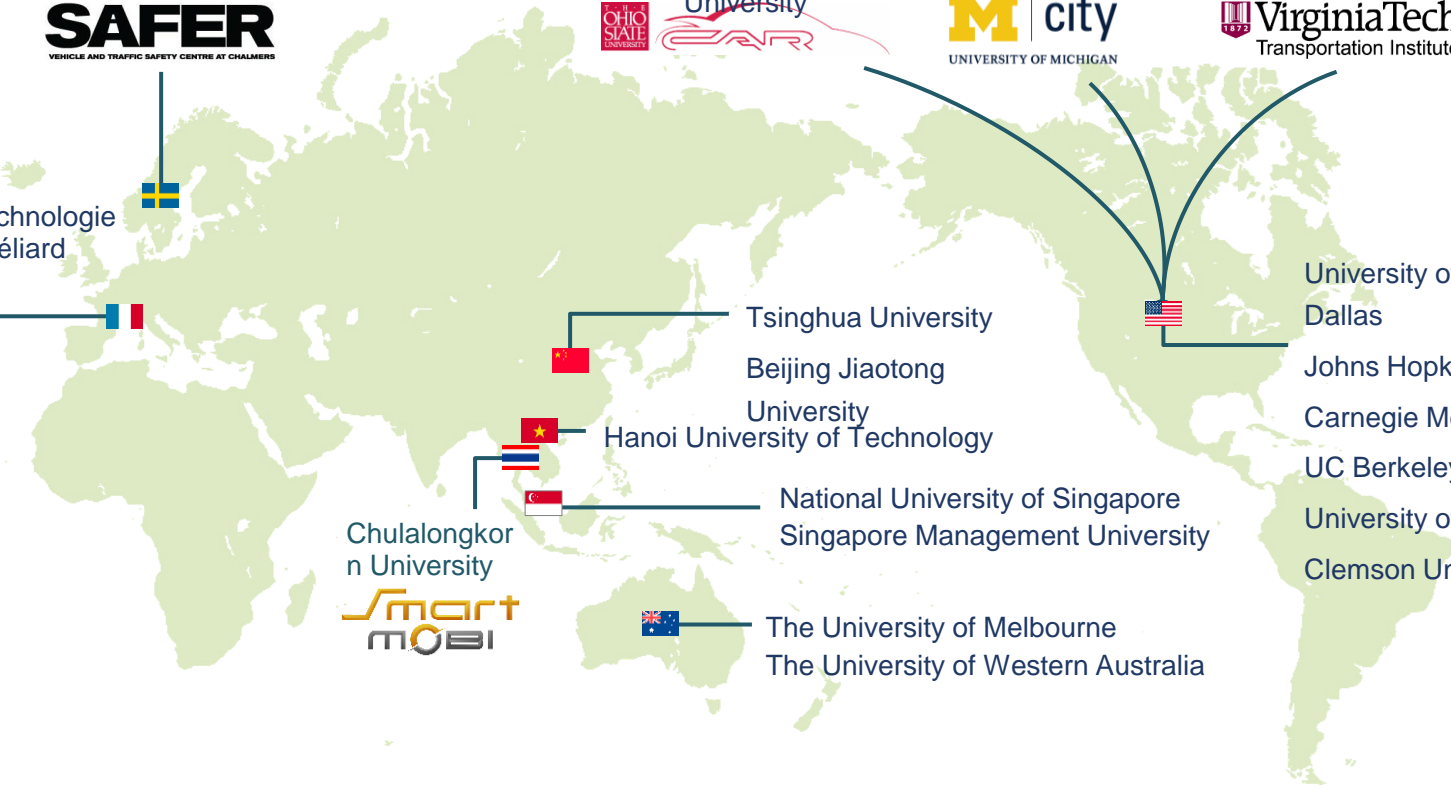 SAFER
VEHICLE AND TRAFFIC SAFETY CENTRE AT CHALMERS
University
T·H·E
OHIO
STATE
UNIVERSITY
CAR
M city
UNIVERSITY OF MICHIGAN
1872
VirginiaTech
Transportation Institute
chnologie
éliard
Tsinghua University
Beijing Jiaotong
University
Hanoi University of Technology
National University of Singapore
Singapore Management University
Chulalongkor
n University
Smart
MOBI
The University of Melbourne
The University of Western Australia
University o
Dallas
Johns Hopk
Carnegie M
UC Berkeley
University o
Clemson Un